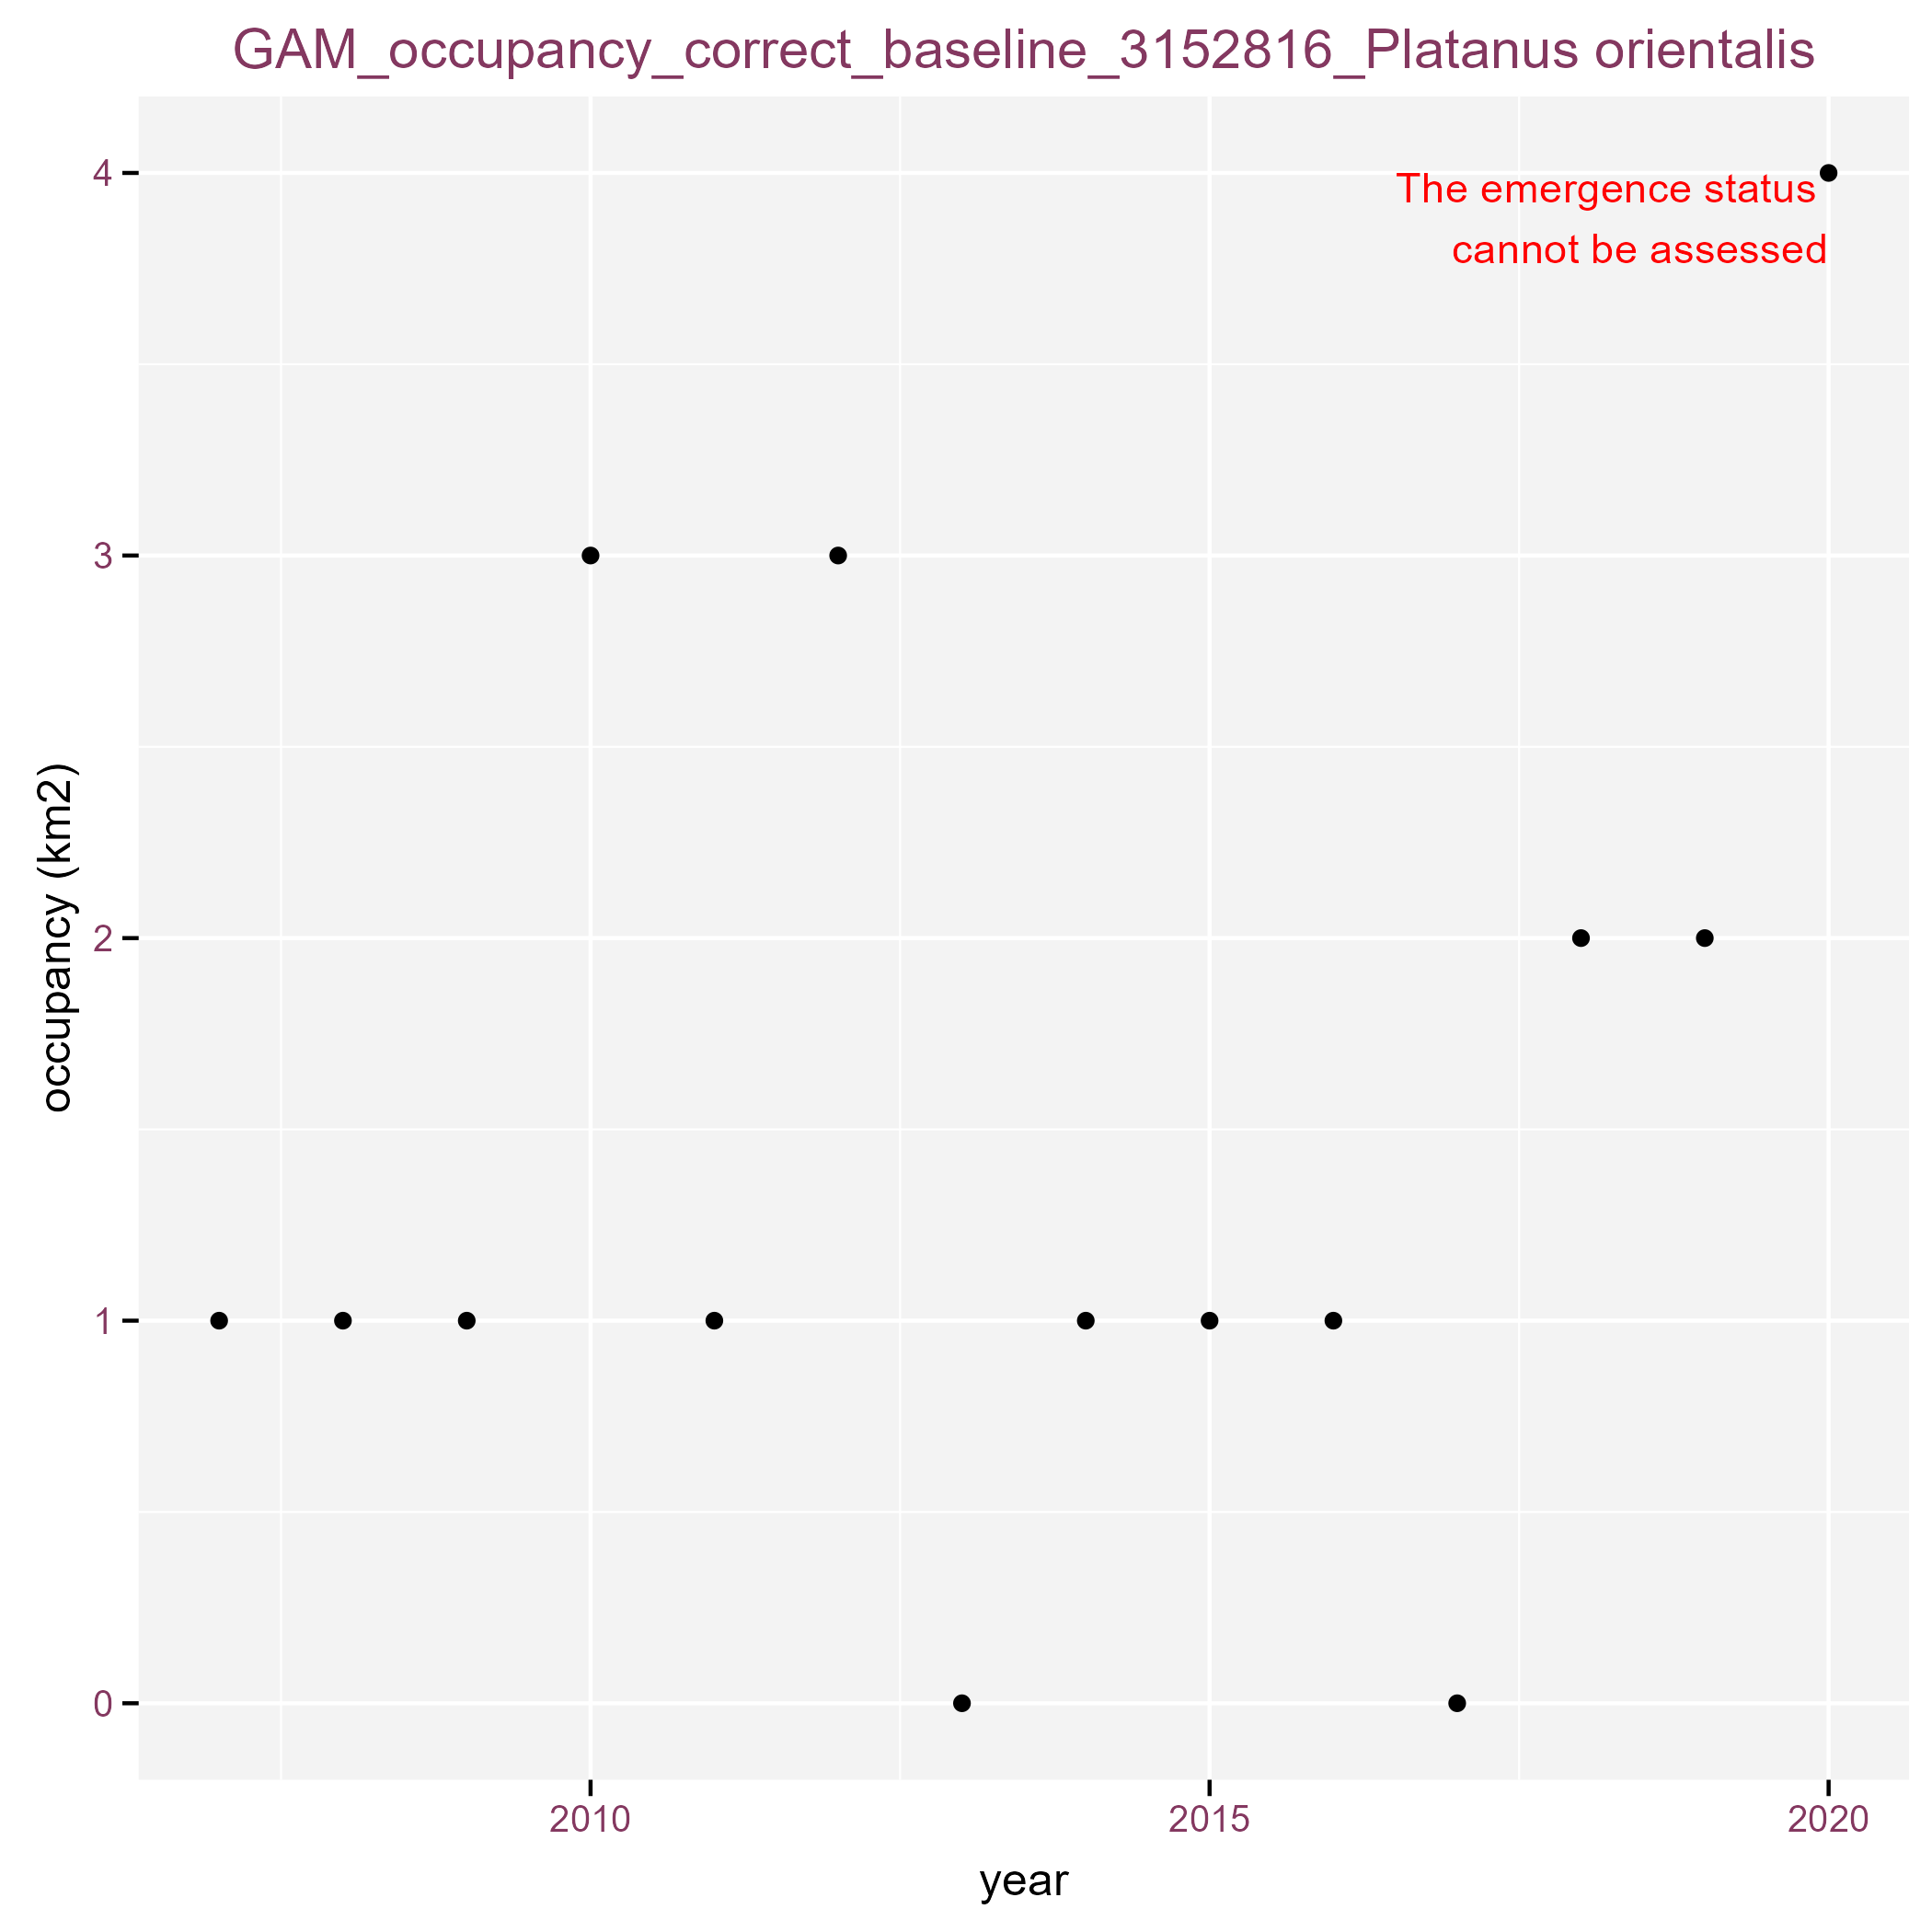 GAM_occupancy_correct_baseline_3152816_Platanus orientalis
4
The emergence status
cannot be assessed
3
occupancy (km2)
2
1
0
2010 2015 2020
year